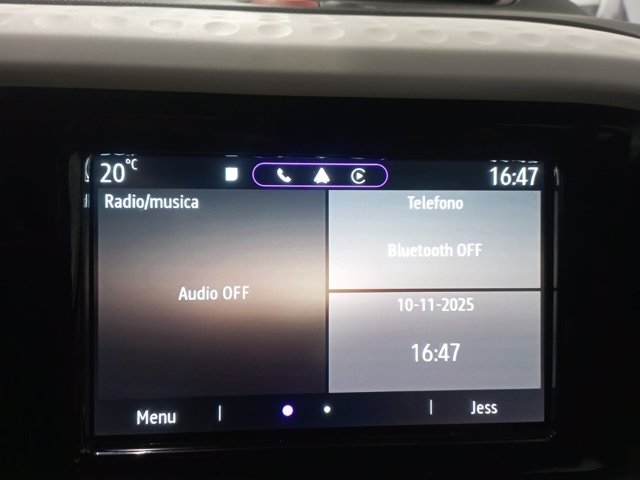 20°C
16:47
Radio/musica
Telefono
Bluetooth OFF
Audio OFF
10-11-2025
16:47
Menu
Jess